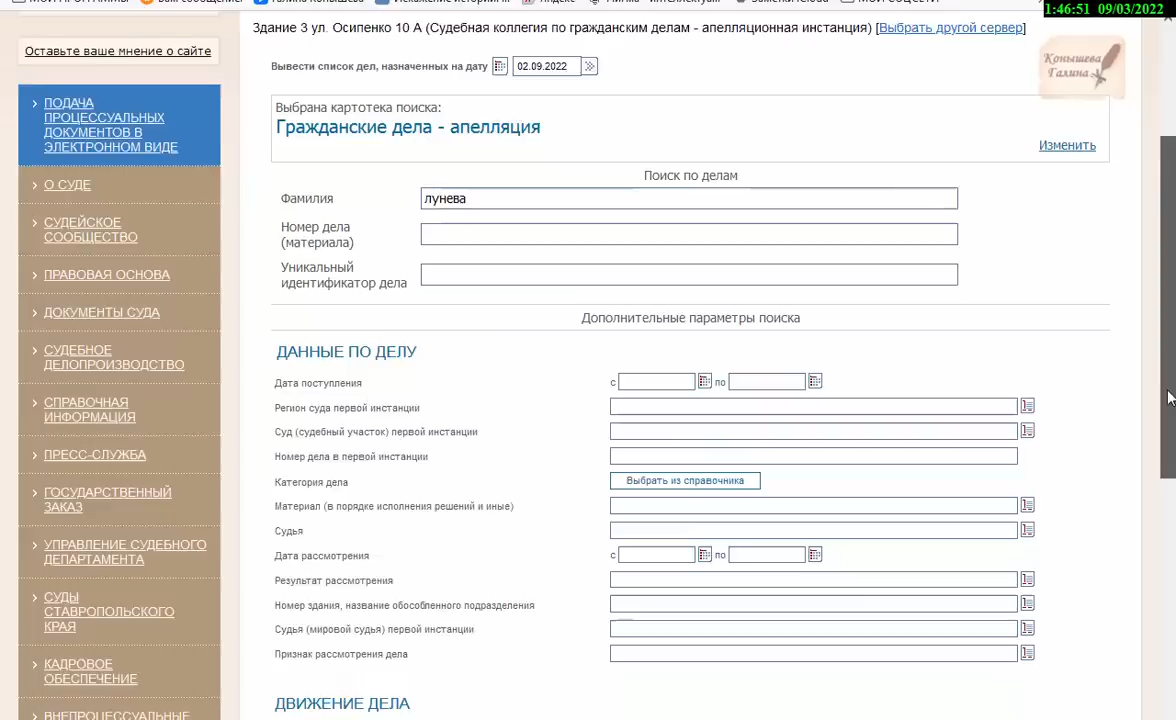 1:46:51 09/03/2022
Оставьте ваше мнение о сайте
ПОДАЧА
ПРОЦЕССУАЛЬНЫХ
ДОКУМЕНТОВ В
ЭЛЕКТРОННОМ ВИДЕ
О СУДЕ
СУДЕЙСКОЕ
СООБЩЕСТВО
ПРАВОВАЯ ОСНОВА
ДОКУМЕНТЫ СУДА
СУДЕБНОЕ
ДЕЛОПРОИЗВОДСТВО
СПРАВОЧНАЯ
ИНФОРМАЦИЯ
ПРЕСС-СЛУЖБА
ГОСУДАРСТВЕННЫЙ
ЗАКАЗ
УПРАВЛЕНИЕ СУДЕБНОГО
ДЕПАРТАМЕНТА
СУДЫ
СТАВРОПОЛЬСКОГО
КРАЯ
КАДРОВОЕ
ОБЕСПЕЧЕНИЕ
ВНЕПРОЦЕССУАЛЬНЫЕ
Здание 3 ул. Осипенко 10 А (Судебная коллегия по гражданским делам - апелляционная инстанция) [Выбрать другой сервер]
Вывести список дел, назначенных на дату 02.09.2022
Конышева
Галина
Выбрана картотека поиска:
Гражданские дела - апелляция
Изменить
Поиск по делам
Фамилия лунева
Номер дела
(материала)
Уникальный
идентификатор дела
Дополнительные параметры поиска
ДАННЫЕ ПО ДЕЛУ
Дата поступления с по
Регион суда первой инстанции
Суд (судебный участок) первой инстанции
Номер дела в первой инстанции
Категория дела Выбрать из справочника
Материал (в порядке исполнения решений и иные)
Судья
Дата рассмотрения с по
Результат рассмотрения
Номер здания, название обособленного подразделения
Судья (мировой судья) первой инстанции
Признак рассмотрения дела
ДВИЖЕНИЕ ДЕЛА